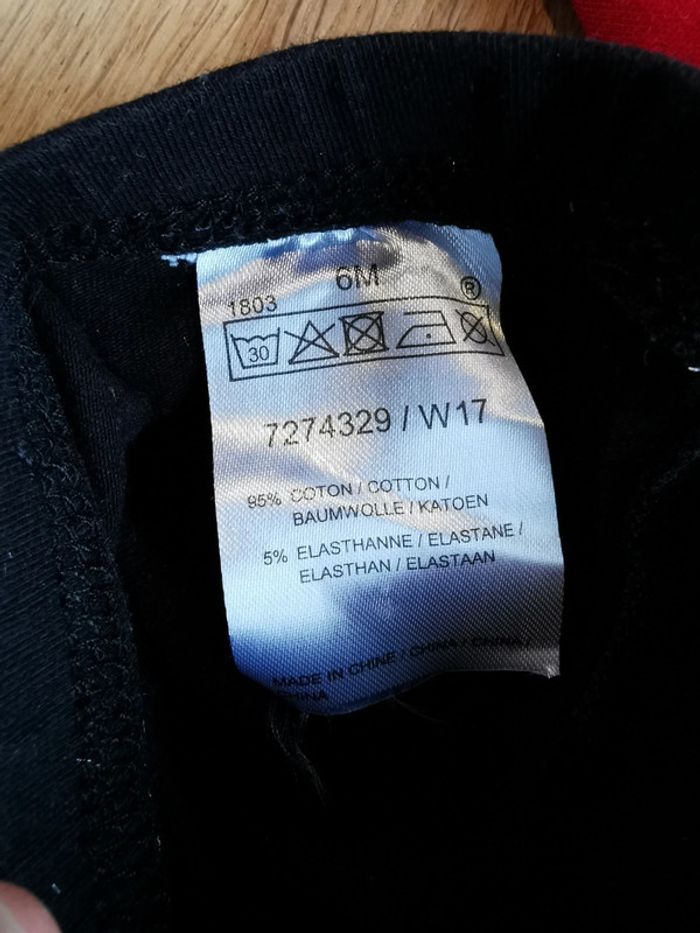 6M
1803 ®
30
7274329 / W17
95% COTON / COTTON /
BAUMWOLLE / KATOEN
5% ELASTHANNE / ELASTANE /
ELASTHAN / ELASTAAN
MADE IN CHINE / CHINA / CHINA /
CHINA